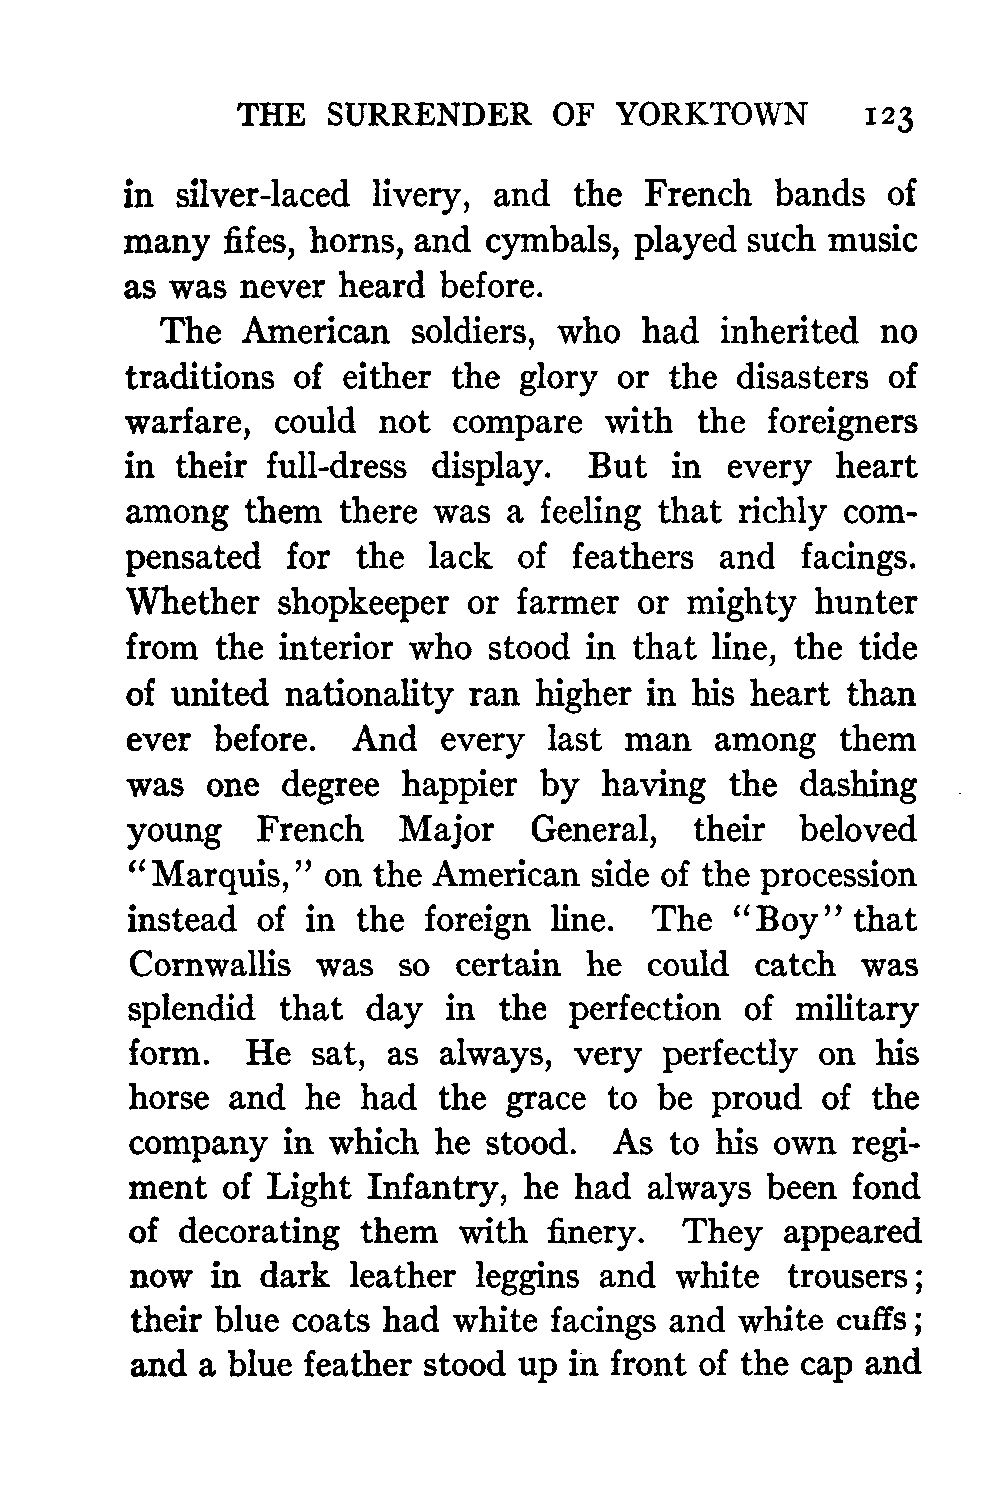 THE SURRENDER OF YORKTOWN 123
in silver-laced livery, and the French bands of
many fifes, horns, and cymbals, played such music
as was never heard before.
The American soldiers, who had inherited no
traditions of either the glory or the disasters of
warfare, could not compare with the foreigners
in their full-dress display. But in every heart
among them there was a feeling that richly com-
pensated for the lack of feathers and facings.
Whether shopkeeper or farmer or mighty hunter
from the interior who stood in that line, the tide
of united nationality ran higher in his heart than
ever before. And every last man among them
was one degree happier by having the dashing
young French Major General, their beloved
“Marquis,” on the American side of the procession
instead of in the foreign line. The “Boy” that
Cornwallis was so certain he could catch was
splendid that day in the perfection of military
form. He sat, as always, very perfectly on his
horse and he had the grace to be proud of the
company in which he stood. As to his own regi-
ment of Light Infantry, he had always been fond
of decorating them with finery. They appeared
now in dark leather leggins and white trousers;
their blue coats had white facings and white cuffs;
and a blue feather stood up in front of the cap and